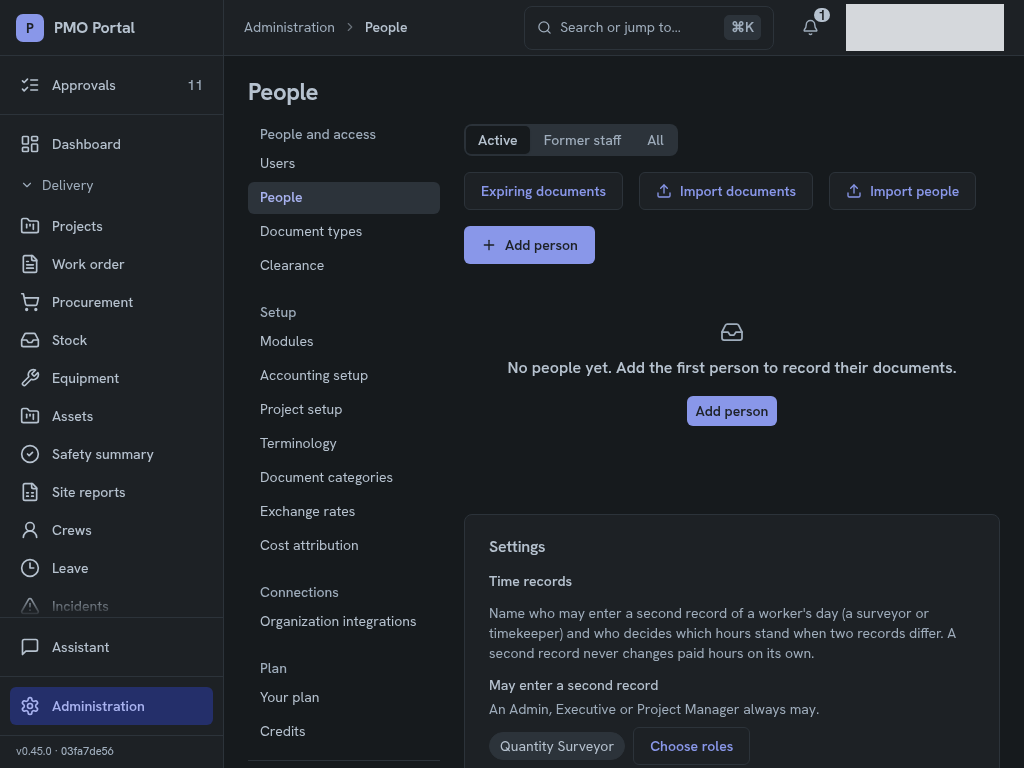 P PMO Portal
Administration > People
Search or jump to... ⌘K
1
Approvals 11
Dashboard
Delivery
Projects
Work order
Procurement
Stock
Equipment
Assets
Safety summary
Site reports
Crews
Leave
Incidents
Assistant
Administration
v0.45.0 · 03fa7de56
People
People and access
Users
People
Document types
Clearance
Setup
Modules
Accounting setup
Project setup
Terminology
Document categories
Exchange rates
Cost attribution
Connections
Organization integrations
Plan
Your plan
Credits
Active Former staff All
Expiring documents Import documents Import people
Add person
No people yet. Add the first person to record their documents.
Add person
Settings
Time records
Name who may enter a second record of a worker's day (a surveyor or
timekeeper) and who decides which hours stand when two records differ. A
second record never changes paid hours on its own.
May enter a second record
An Admin, Executive or Project Manager always may.
Quantity Surveyor Choose roles